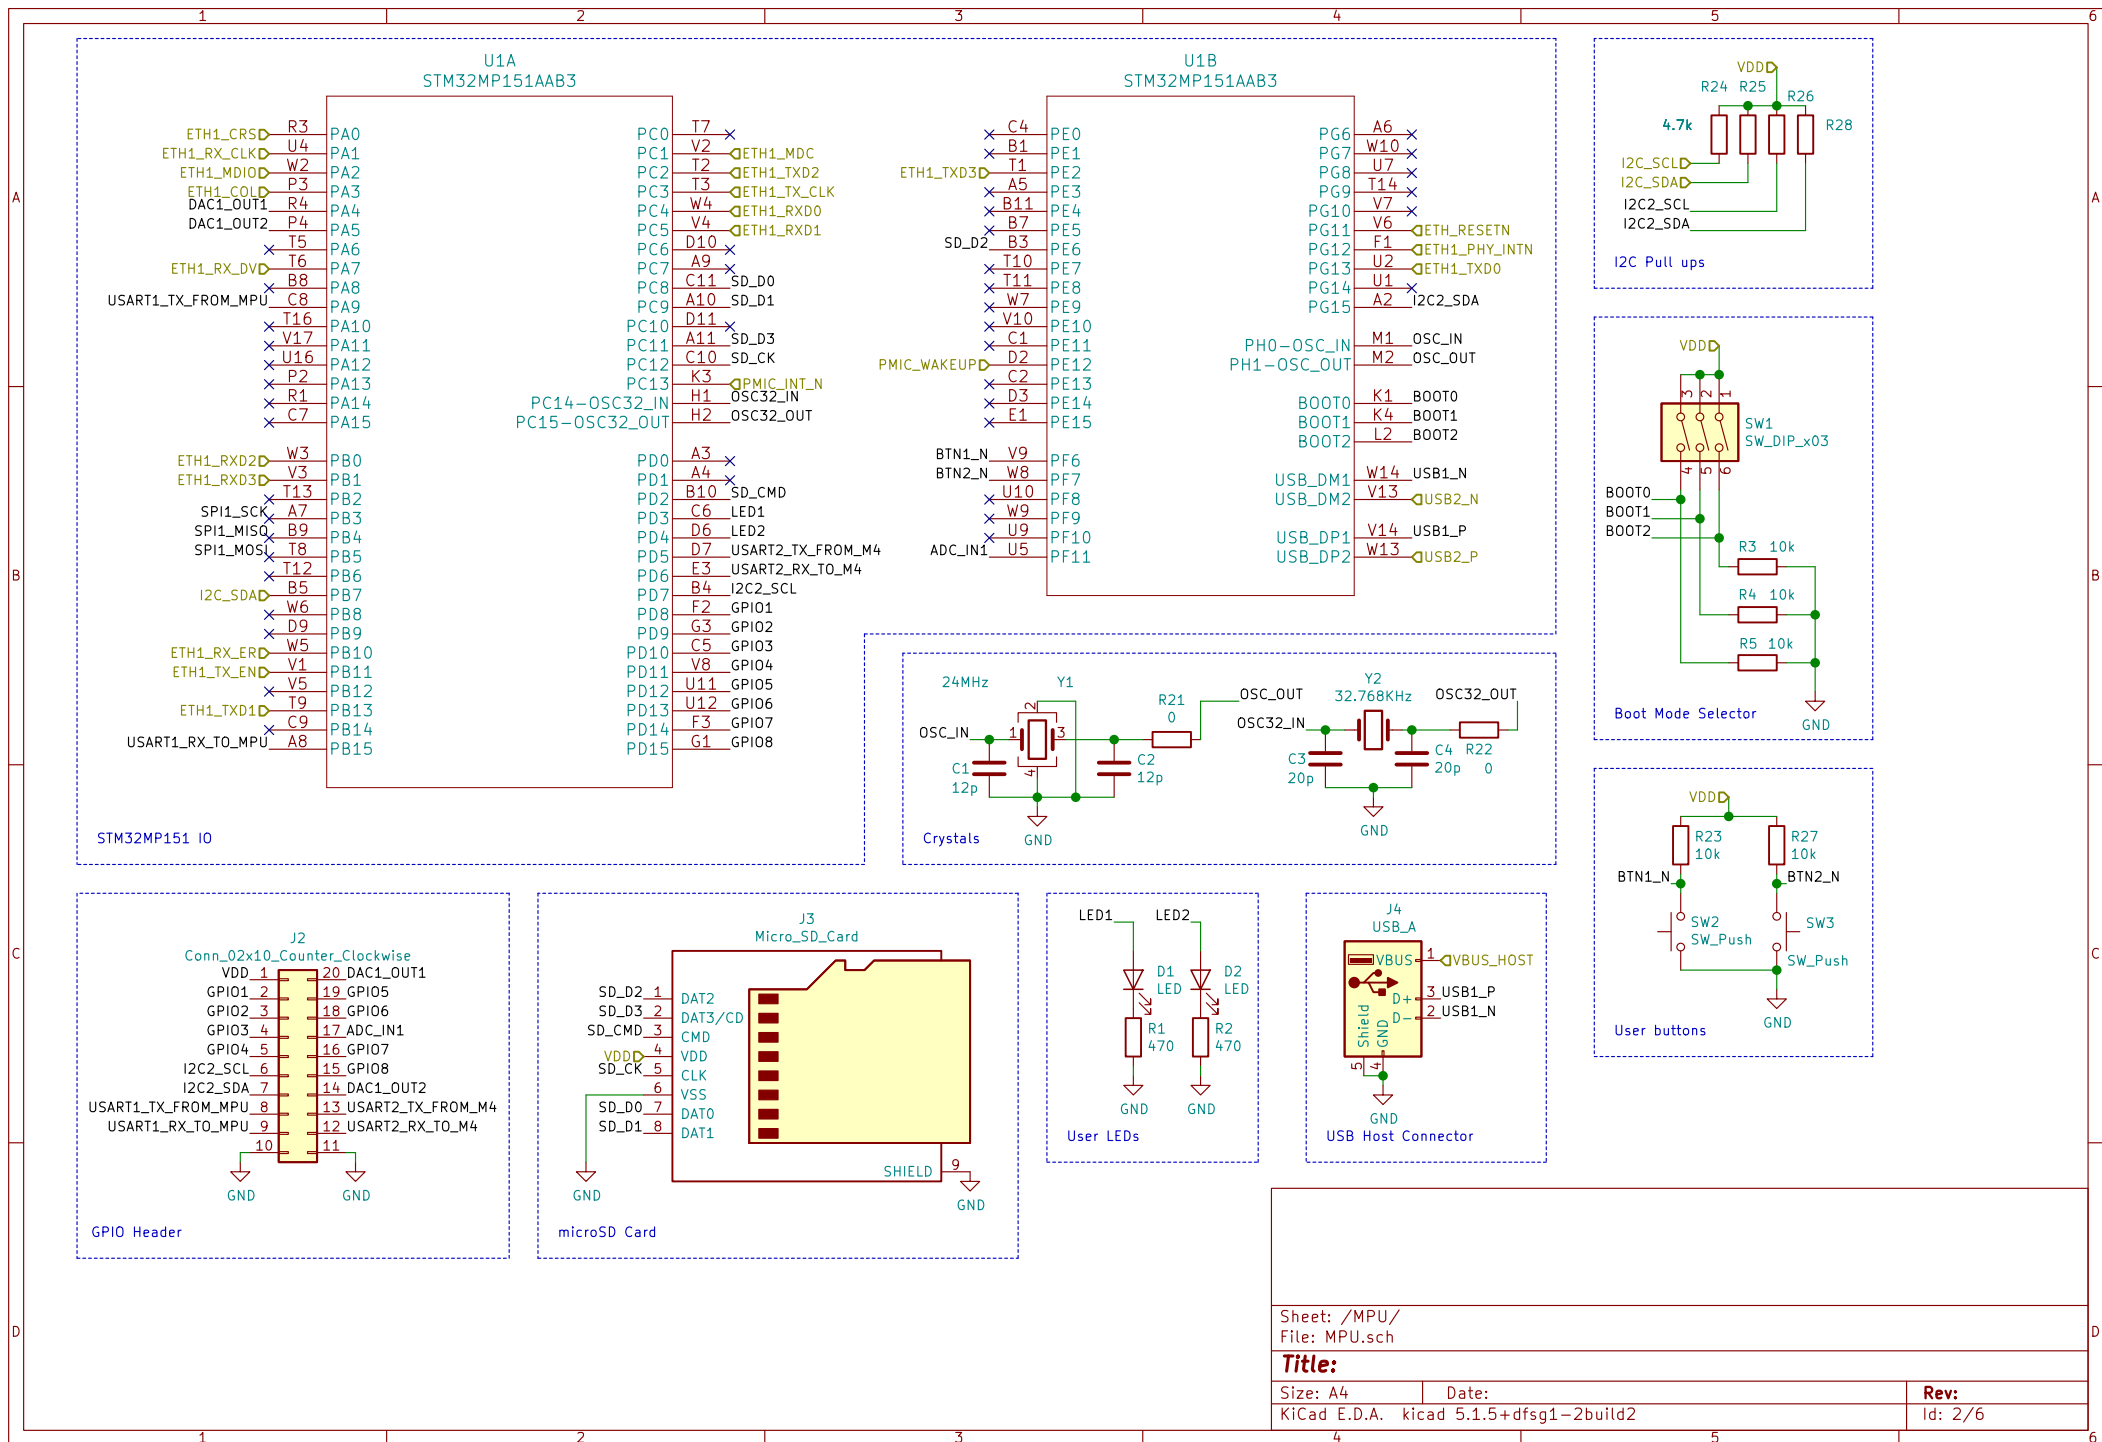 1 2 3 4 5 6
A
B
C
D
U1A
STM32MP151AAB3
ETH1_CRS R3 PA0
ETH1_RX_CLK U4 PA1
ETH1_MDIO W2 PA2
ETH1_COL P3 PA3
DAC1_OUT1 R4 PA4
DAC1_OUT2 P4 PA5
T5 PA6
ETH1_RX_DV T6 PA7
B8 PA8
USART1_TX_FROM_MPU C8 PA9
T16 PA10
V17 PA11
U16 PA12
P2 PA13
R1 PA14
C7 PA15
ETH1_RXD2 W3 PB0
ETH1_RXD3 V3 PB1
T13 PB2
SPI1_SCK A7 PB3
SPI1_MISO B9 PB4
SPI1_MOSI T8 PB5
T12 PB6
I2C_SDA B5 PB7
W6 PB8
D9 PB9
ETH1_RX_ER W5 PB10
ETH1_TX_EN V1 PB11
V5 PB12
ETH1_TXD1 T9 PB13
C9 PB14
USART1_RX_TO_MPU A8 PB15
PC0 T7
PC1 V2 ETH1_MDC
PC2 T2 ETH1_TXD2
PC3 T3 ETH1_TX_CLK
PC4 W4 ETH1_RXD0
PC5 V4 ETH1_RXD1
PC6 D10
PC7 A9
PC8 C11 SD_D0
PC9 A10 SD_D1
PC10 D11
PC11 A11 SD_D3
PC12 C10 SD_CK
PC13 K3 PMIC_INT_N
PC14-OSC32_IN H1 OSC32_IN
PC15-OSC32_OUT H2 OSC32_OUT
PD0 A3
PD1 A4
PD2 B10 SD_CMD
PD3 C6 LED1
PD4 D6 LED2
PD5 D7 USART2_TX_FROM_M4
PD6 E3 USART2_RX_TO_M4
PD7 B4 I2C2_SCL
PD8 F2 GPIO1
PD9 G3 GPIO2
PD10 C5 GPIO3
PD11 V8 GPIO4
PD12 U11 GPIO5
PD13 U12 GPIO6
PD14 F3 GPIO7
PD15 G1 GPIO8
STM32MP151 IO
U1B
STM32MP151AAB3
C4 PE0
B1 PE1
ETH1_TXD3 T1 PE2
A5 PE3
B11 PE4
B7 PE5
SD_D2 B3 PE6
T10 PE7
T11 PE8
W7 PE9
V10 PE10
C1 PE11
PMIC_WAKEUP D2 PE12
C2 PE13
D3 PE14
E1 PE15
BTN1_N V9 PF6
BTN2_N W8 PF7
U10 PF8
W9 PF9
U9 PF10
ADC_IN1 U5 PF11
PG6 A6
PG7 W10
PG8 U7
PG9 T14
PG10 V7
PG11 V6 ETH_RESETN
PG12 F1 ETH1_PHY_INTN
PG13 U2 ETH1_TXD0
PG14 U1
PG15 A2 I2C2_SDA
PH0-OSC_IN M1 OSC_IN
PH1-OSC_OUT M2 OSC_OUT
BOOT0 K1 BOOT0
BOOT1 K4 BOOT1
BOOT2 L2 BOOT2
USB_DM1 W14 USB1_N
USB_DM2 V13 USB2_N
USB_DP1 V14 USB1_P
USB_DP2 W13 USB2_P
VDD
R24 R25 R26
4.7k R28
I2C_SCL
I2C_SDA
I2C2_SCL
I2C2_SDA
I2C Pull ups
VDD
3 2 1
SW1
SW_DIP_x03
4 5 6
BOOT0
BOOT1
BOOT2
R3 10k
R4 10k
R5 10k
Boot Mode Selector
GND
24MHz Y1
OSC_IN 1 2 3 4
C1
12p
C2
12p
R21
0
OSC_OUT
GND
Y2
32.768KHz
OSC32_IN
OSC32_OUT
C3
20p
C4
20p
R22
0
GND
Crystals
VDD
R23
10k
R27
10k
BTN1_N BTN2_N
SW2
SW_Push
SW3
SW_Push
GND
User buttons
J2
Conn_02x10_Counter_Clockwise
VDD 1 20 DAC1_OUT1
GPIO1 2 19 GPIO5
GPIO2 3 18 GPIO6
GPIO3 4 17 ADC_IN1
GPIO4 5 16 GPIO7
I2C2_SCL 6 15 GPIO8
I2C2_SDA 7 14 DAC1_OUT2
USART1_TX_FROM_MPU 8 13 USART2_TX_FROM_M4
USART1_RX_TO_MPU 9 12 USART2_RX_TO_M4
10 11
GND GND
GPIO Header
J3
Micro_SD_Card
SD_D2 1 DAT2
SD_D3 2 DAT3/CD
SD_CMD 3 CMD
VDD 4 VDD
SD_CK 5 CLK
6 VSS
SD_D0 7 DAT0
SD_D1 8 DAT1
SHIELD 9
GND
GND
microSD Card
LED1 LED2
D1
LED
D2
LED
R1
470
R2
470
GND GND
User LEDs
J4
USB_A
VBUS 1 VBUS_HOST
D+ 3 USB1_P
D- 2 USB1_N
Shield GND
5 4
GND
USB Host Connector
Sheet: /MPU/
File: MPU.sch
Title:
Size: A4 Date: Rev:
KiCad E.D.A. kicad 5.1.5+dfsg1-2build2 Id: 2/6
A
B
C
D
1 2 3 4 5 6